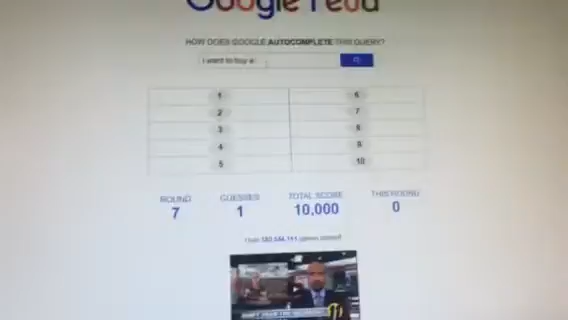 Google Feud
HOW DOES GOOGLE AUTOCOMPLETE THIS QUERY?
I want to buy a
1 6
2 7
3 8
4 9
5 10
ROUND GUESSES TOTAL SCORE THIS ROUND
7 1 10,000 0